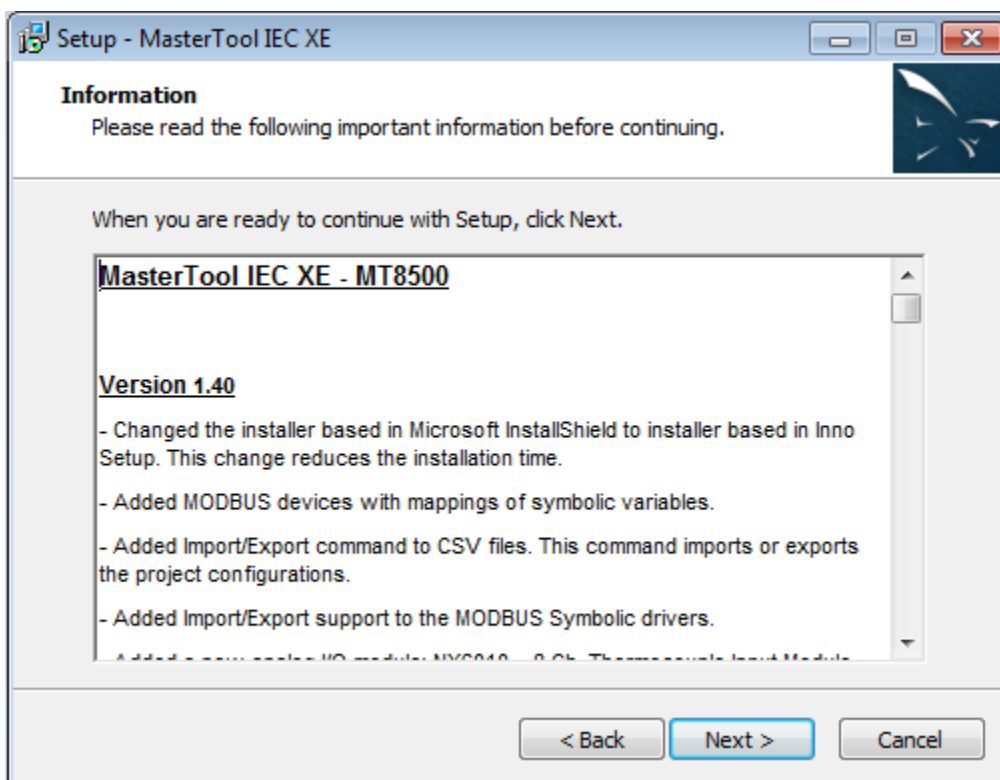 Setup - MasterTool IEC XE
Information
Please read the following important information before continuing.
When you are ready to continue with Setup, click Next.
MasterTool IEC XE - MT8500
Version 1.40
- Changed the installer based in Microsoft InstallShield to installer based in Inno
Setup. This change reduces the installation time.
- Added MODBUS devices with mappings of symbolic variables.
- Added Import/Export command to CSV files. This command imports or exports
the project configurations.
- Added Import/Export support to the MODBUS Symbolic drivers.
- Added a new analog I/O module:
< Back
Next >
Cancel